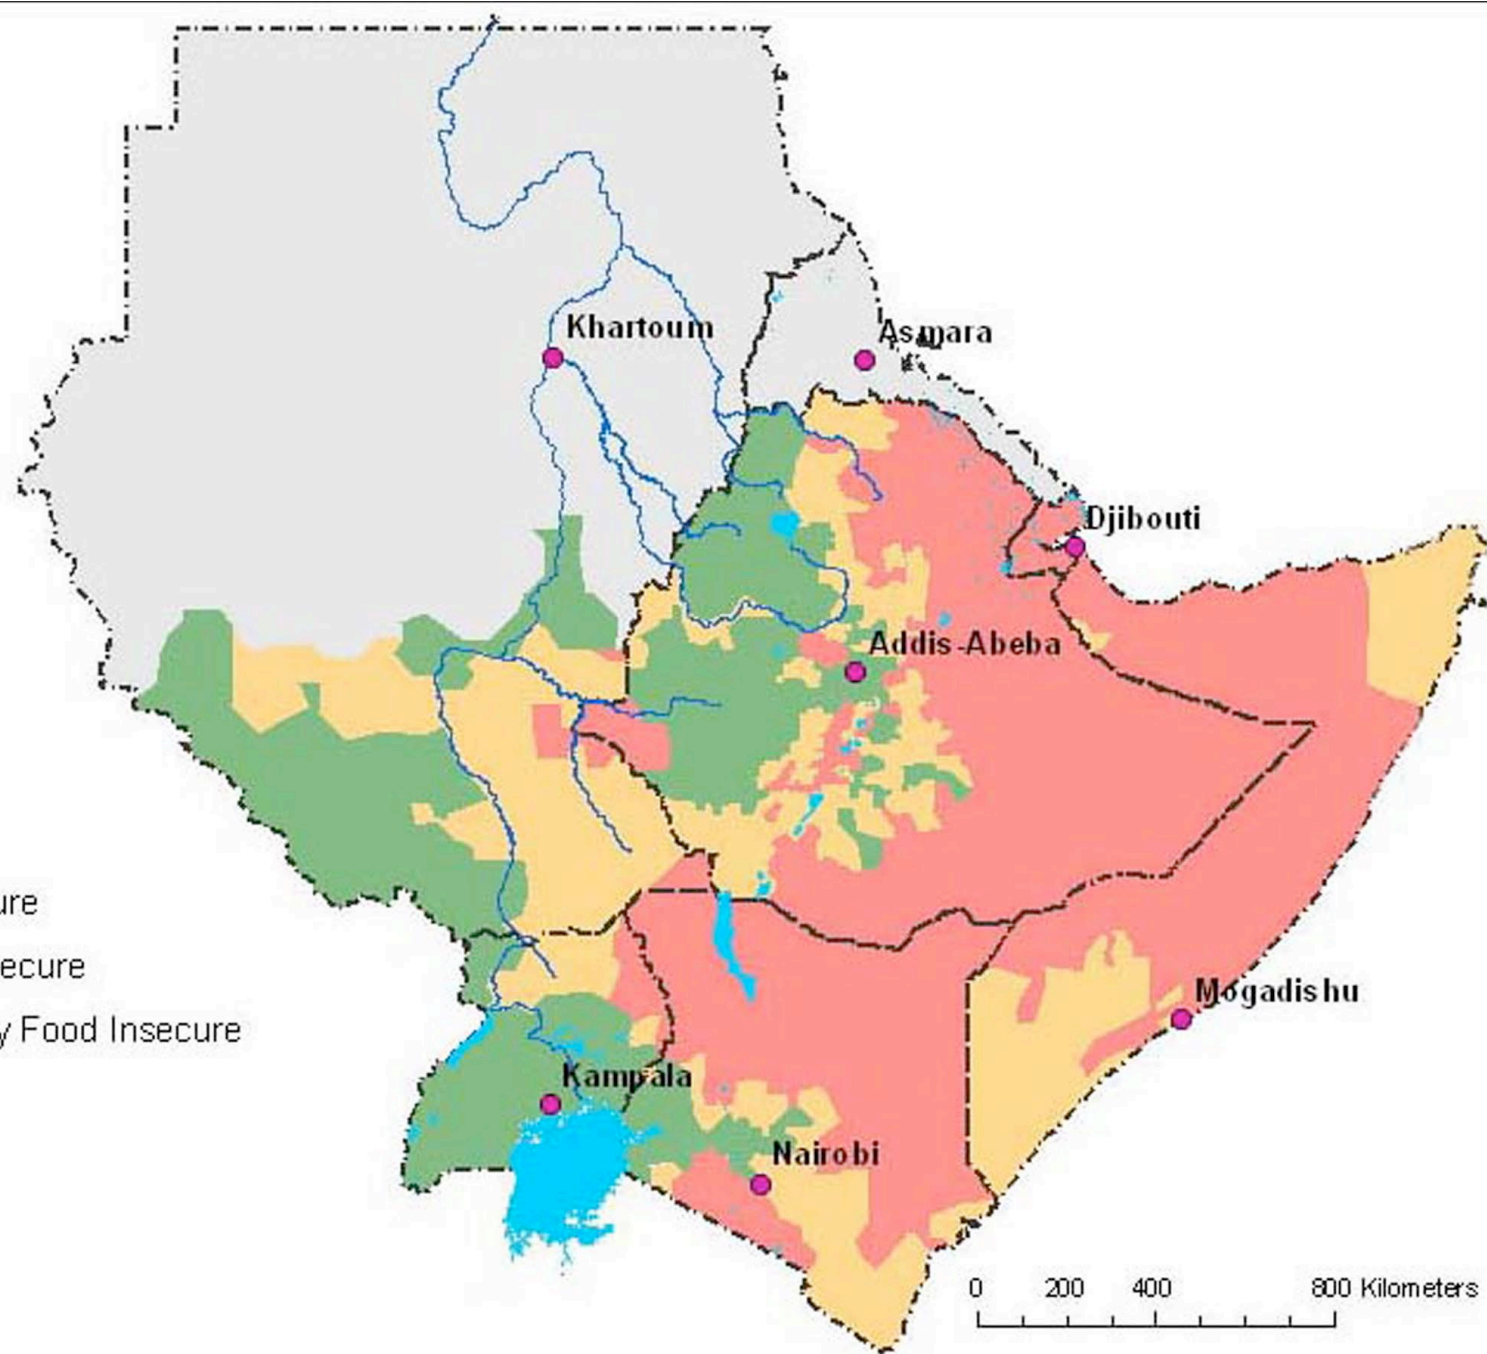 Khartoum
Asmara
Djibouti
Addis-Abeba
ure
ecure
y Food Insecure
Mogadishu
Kampala
Nairobi
0 200 400 800 Kilometers